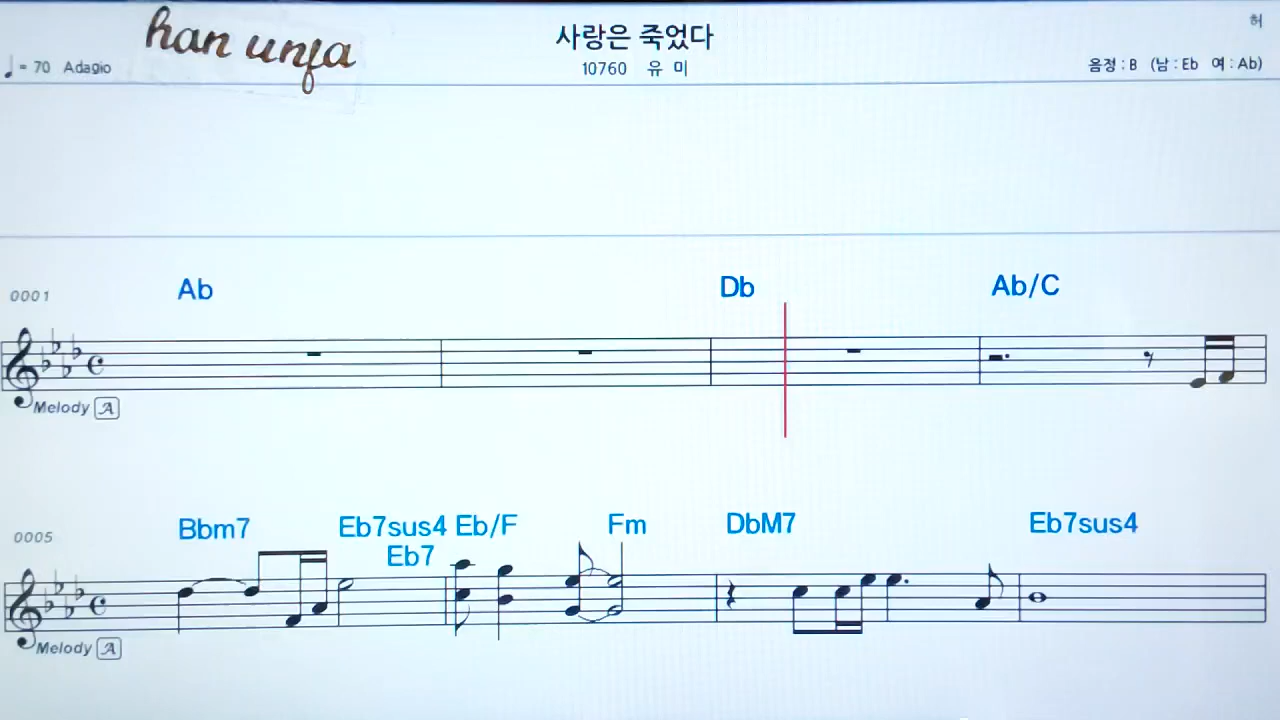 han unfa
사랑은 죽었다
허
♩= 70 Adagio
10760 유 미
음정 : B (남 : Eb 여 : Ab)
Ab Db Ab/C
0001
Melody A
Bbm7 Eb7sus4 Eb/F Fm DbM7 Eb7sus4
Eb7
0005
Melody A